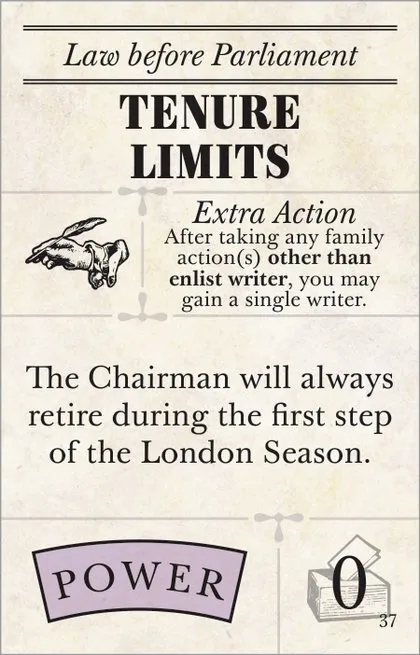 Law before Parliament
TENURE
LIMITS
Extra Action
After taking any family
action(s) other than
enlist writer, you may
gain a single writer.
The Chairman will always
retire during the first step
of the London Season.
POWER
0
37